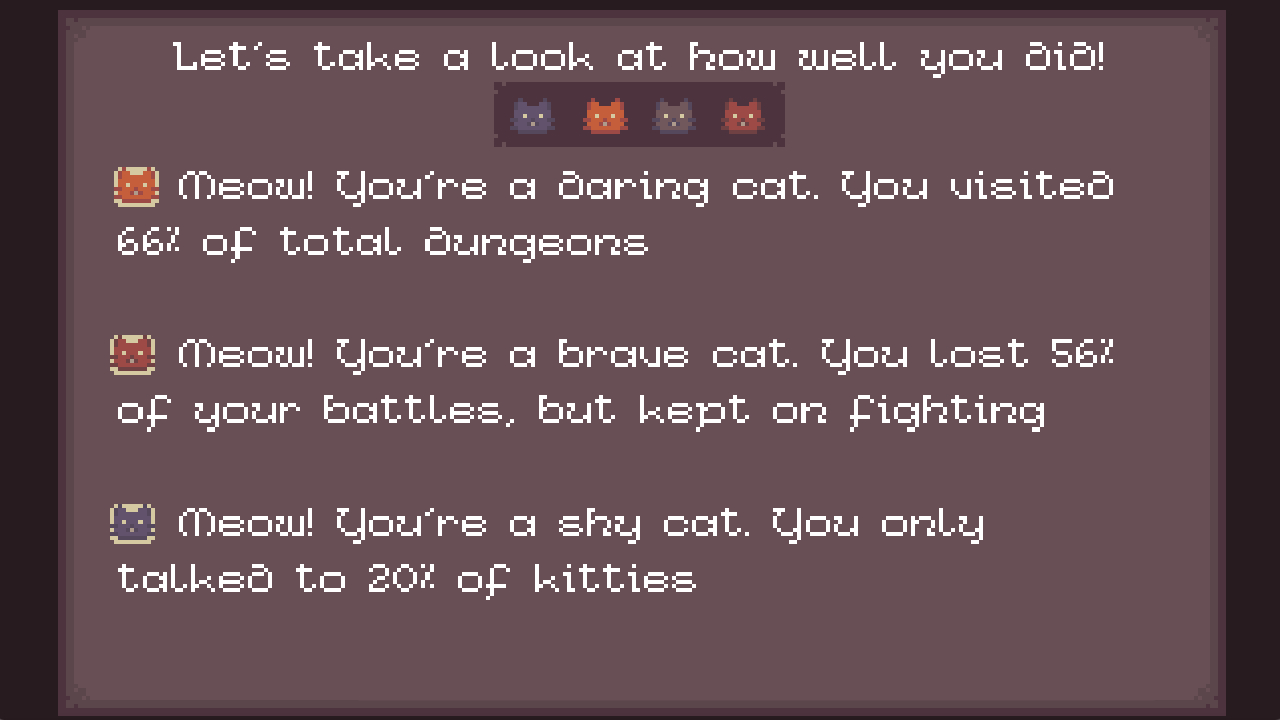 Let's take a look at how well you did!
Meow! You're a daring cat. You visited
66% of total dungeons
Meow! You're a brave cat. You lost 56%
of your battles, but kept on fighting
Meow! You're a shy cat. You only
talked to 20% of kitties